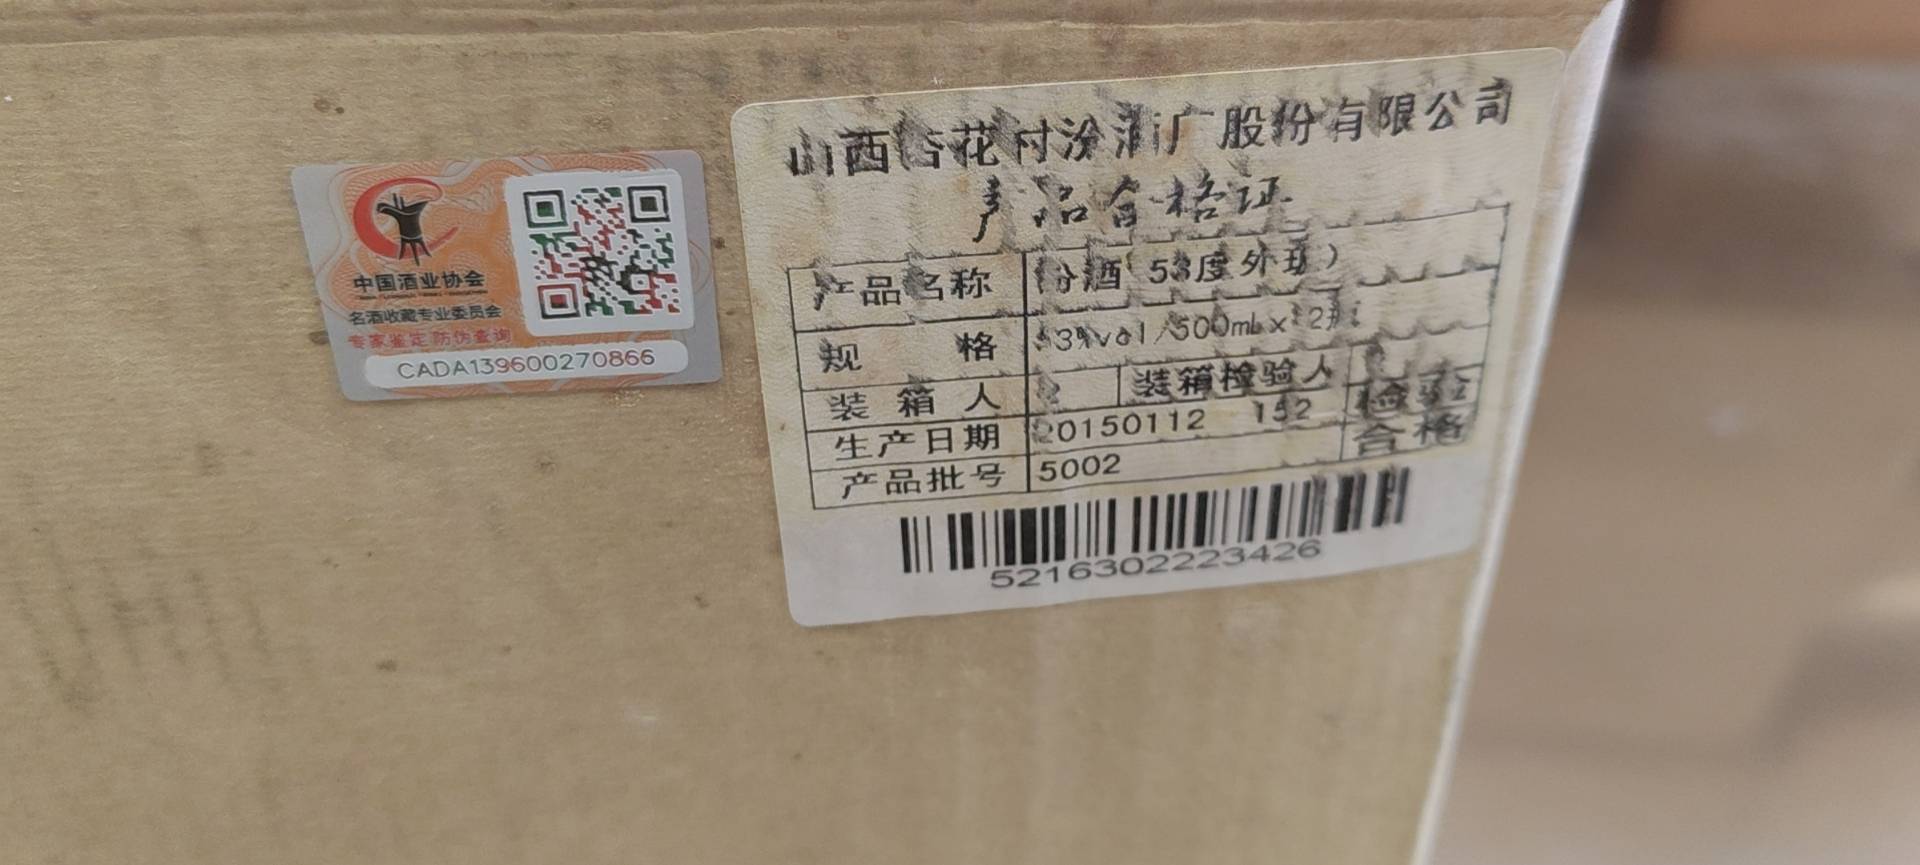 中国酒业协会
名酒收藏专业委员会
专家鉴定 防伪查询
CADA139600270866
山西杏花村汾酒厂股份有限公司
产品合格证
产品名称 汾酒(53度外玻)
规格 53%vol/500mL×12瓶
装箱人 装箱检验人
生产日期 20150112 152 检验
产品批号 5002 合格
5216302223426